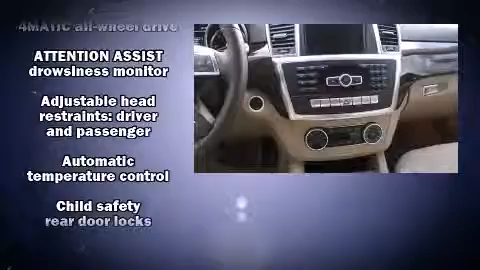 4MATIC all-wheel drive
ATTENTION ASSIST
drowsiness monitor
Adjustable head
restraints: driver
and passenger
Automatic
temperature control
Child safety
rear door locks